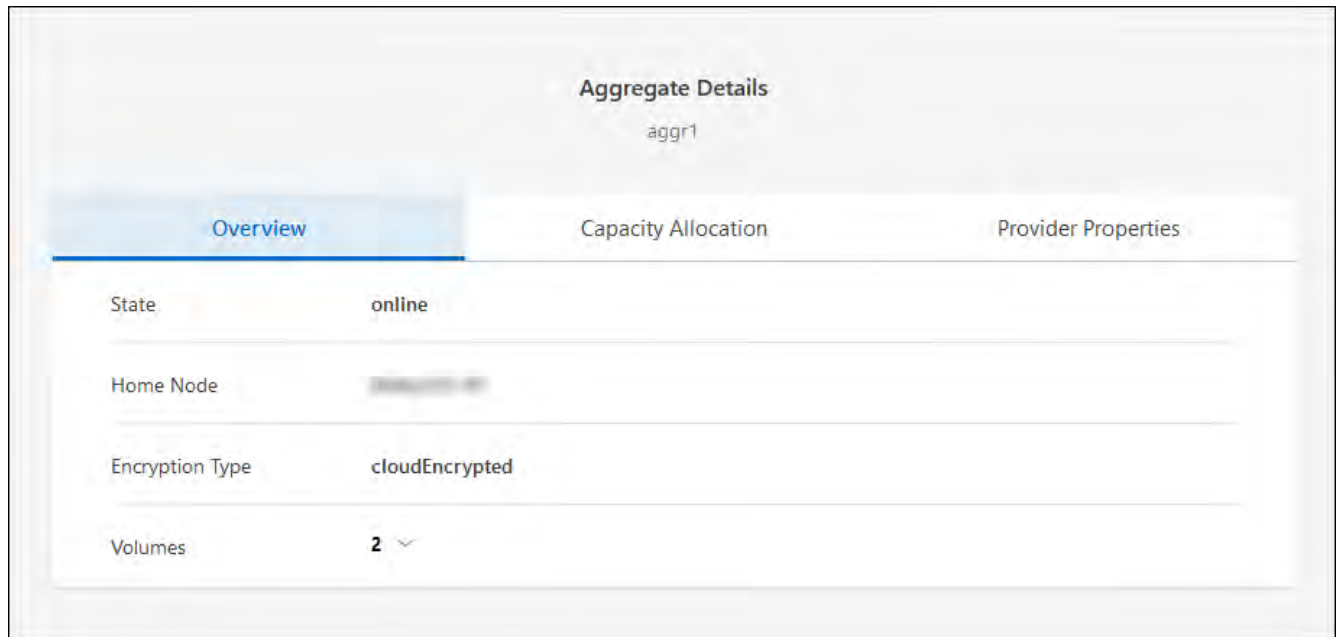 Aggregate Details
aggr1
Overview Capacity Allocation Provider Properties
State online
Home Node
Encryption Type cloudEncrypted
Volumes 2